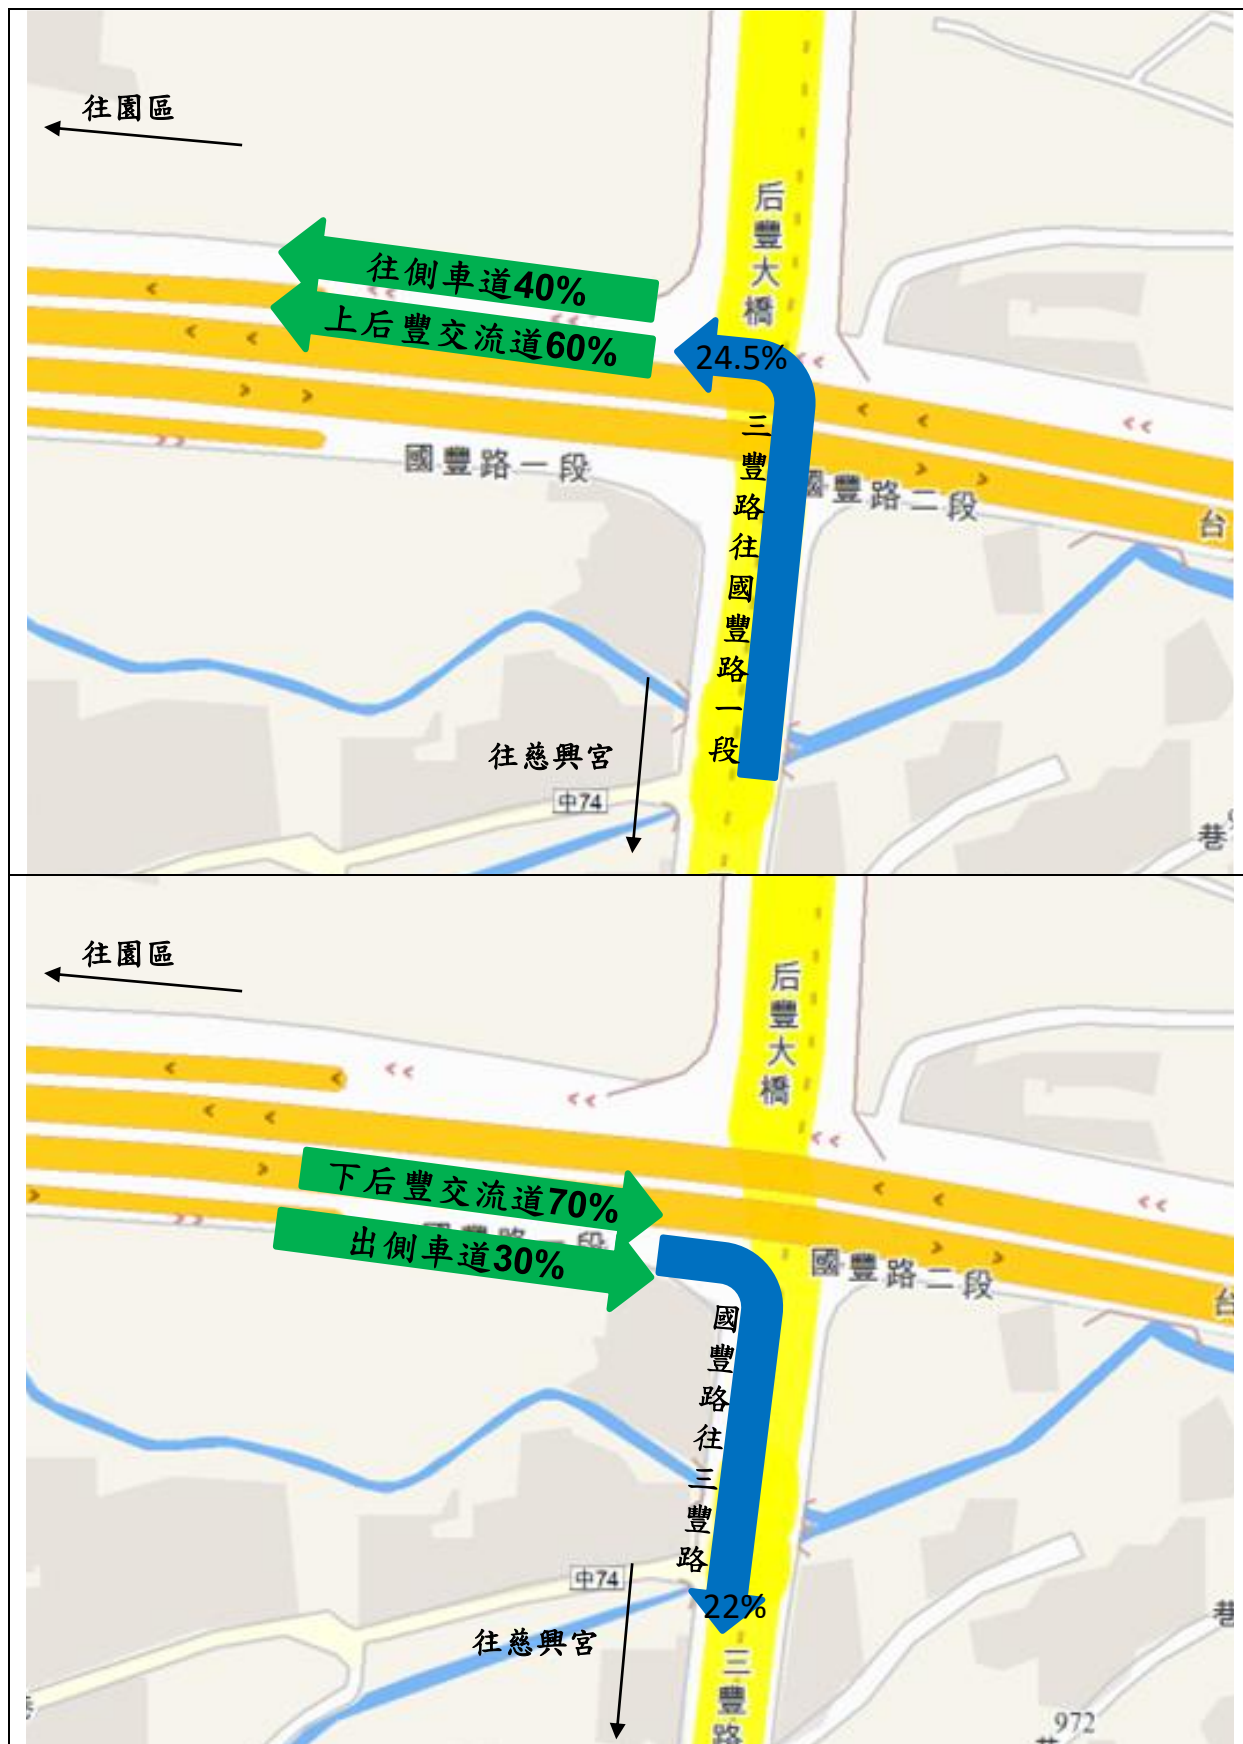 往園區
后豐大橋
往側車道40%
上后豐交流道60%
24.5%
三豐路往國豐路一段
國豐路一段
國豐路二段
台
往慈興宮
中74
巷
往園區
后豐大橋
下后豐交流道70%
出側車道30%
國豐路一段
國豐路二段
台
國豐路往三豐路
中74
22%
往慈興宮
三豐路
巷
972